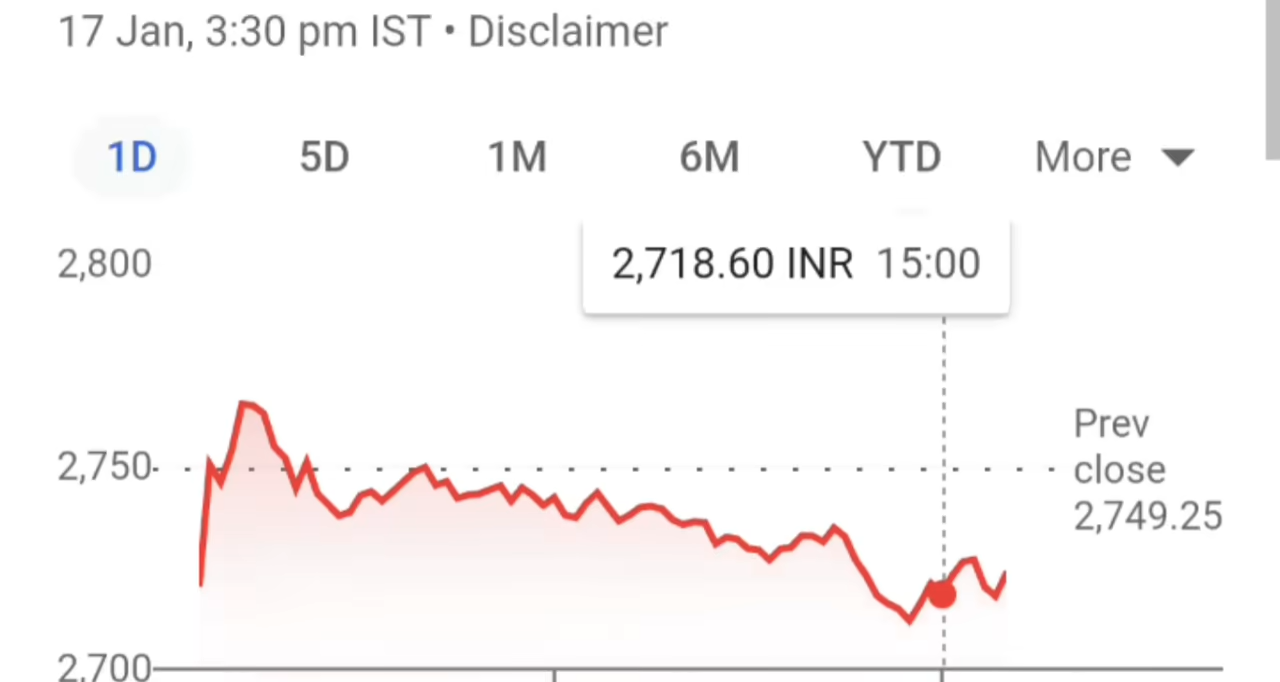 17 Jan, 3:30 pm IST • Disclaimer
1D 5D 1M 6M YTD More
2,718.60 INR 15:00
2,800
2,750
Prev
close
2,749.25
2,700